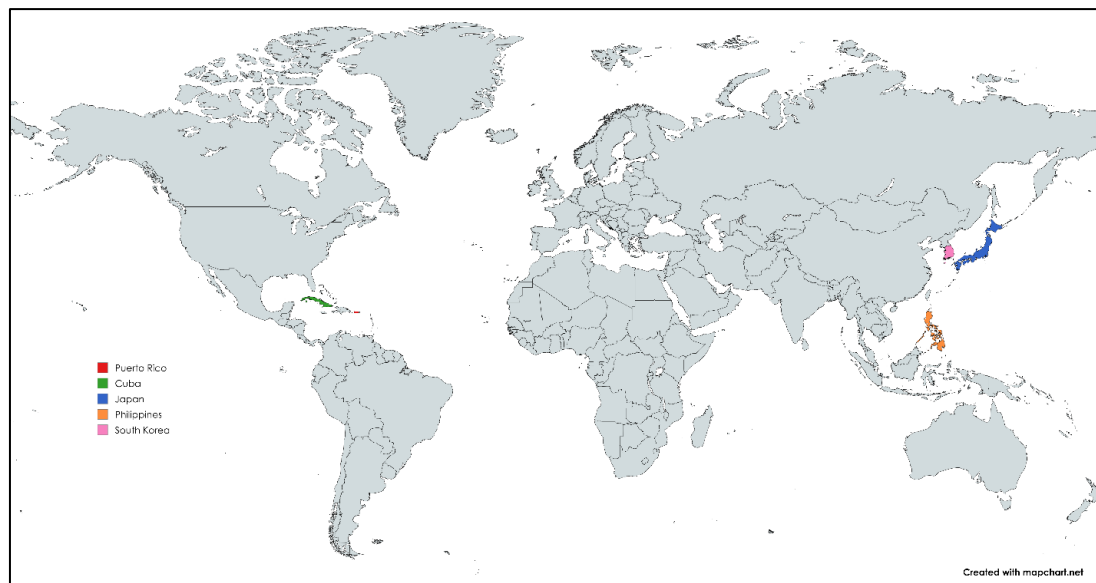 Puerto Rico
Cuba
Japan
Philippines
South Korea
Created with mapchart.net